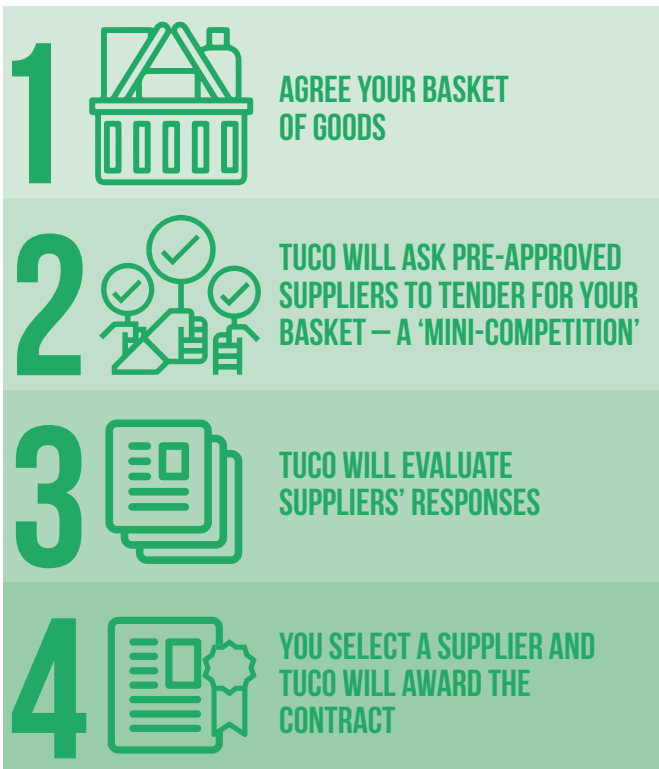 1
AGREE YOUR BASKET
OF GOODS
2
TUCO WILL ASK PRE-APPROVED
SUPPLIERS TO TENDER FOR YOUR
BASKET – A ‘MINI-COMPETITION’
3
TUCO WILL EVALUATE
SUPPLIERS’ RESPONSES
4
YOU SELECT A SUPPLIER AND
TUCO WILL AWARD THE
CONTRACT